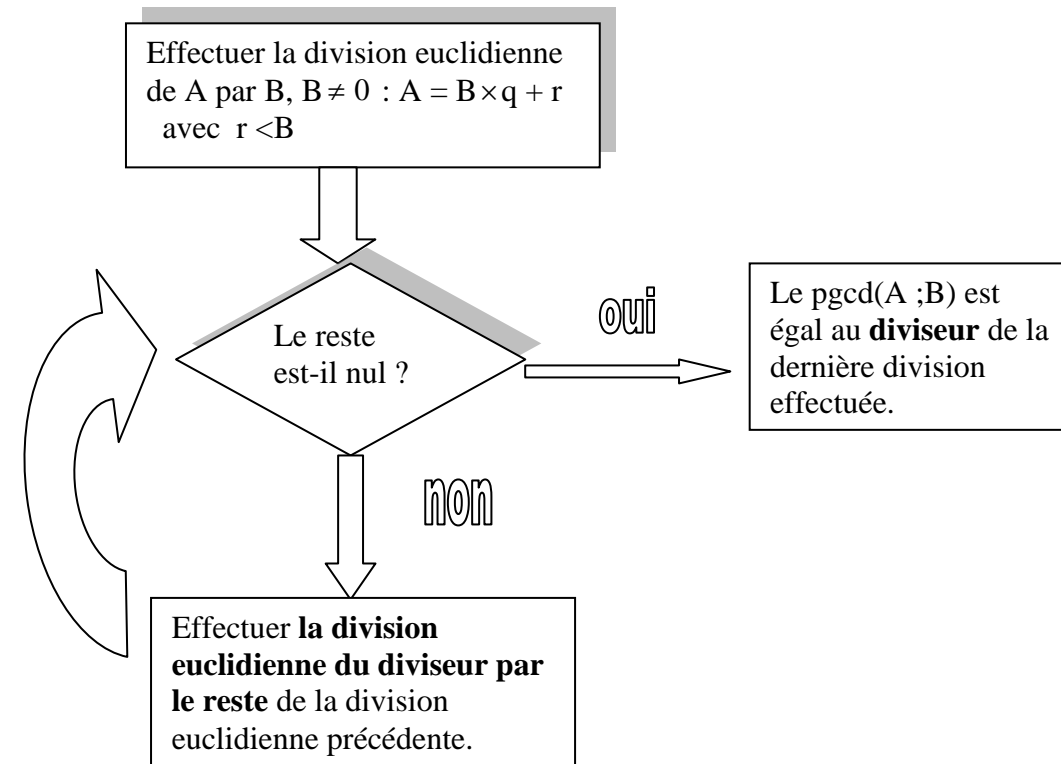 Effectuer la division euclidienne
de A par B, B ≠ 0 : A = B × q + r
avec r <B
Le reste
est-il nul ?
oui
Le pgcd(A ;B) est
égal au diviseur de la
dernière division
effectuée.
non
Effectuer la division
euclidienne du diviseur par
le reste de la division
euclidienne précédente.